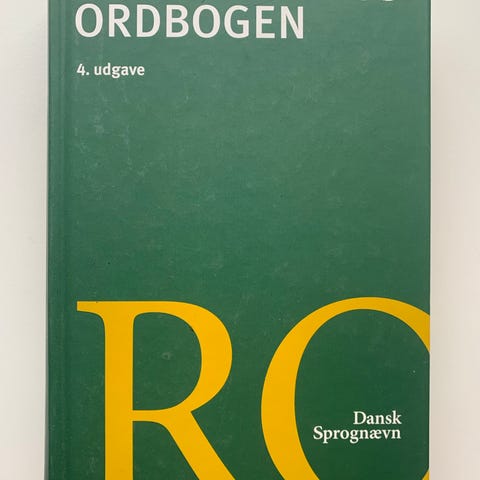 ORDBOGEN
4. udgave
RO
Dansk
Sprognævn